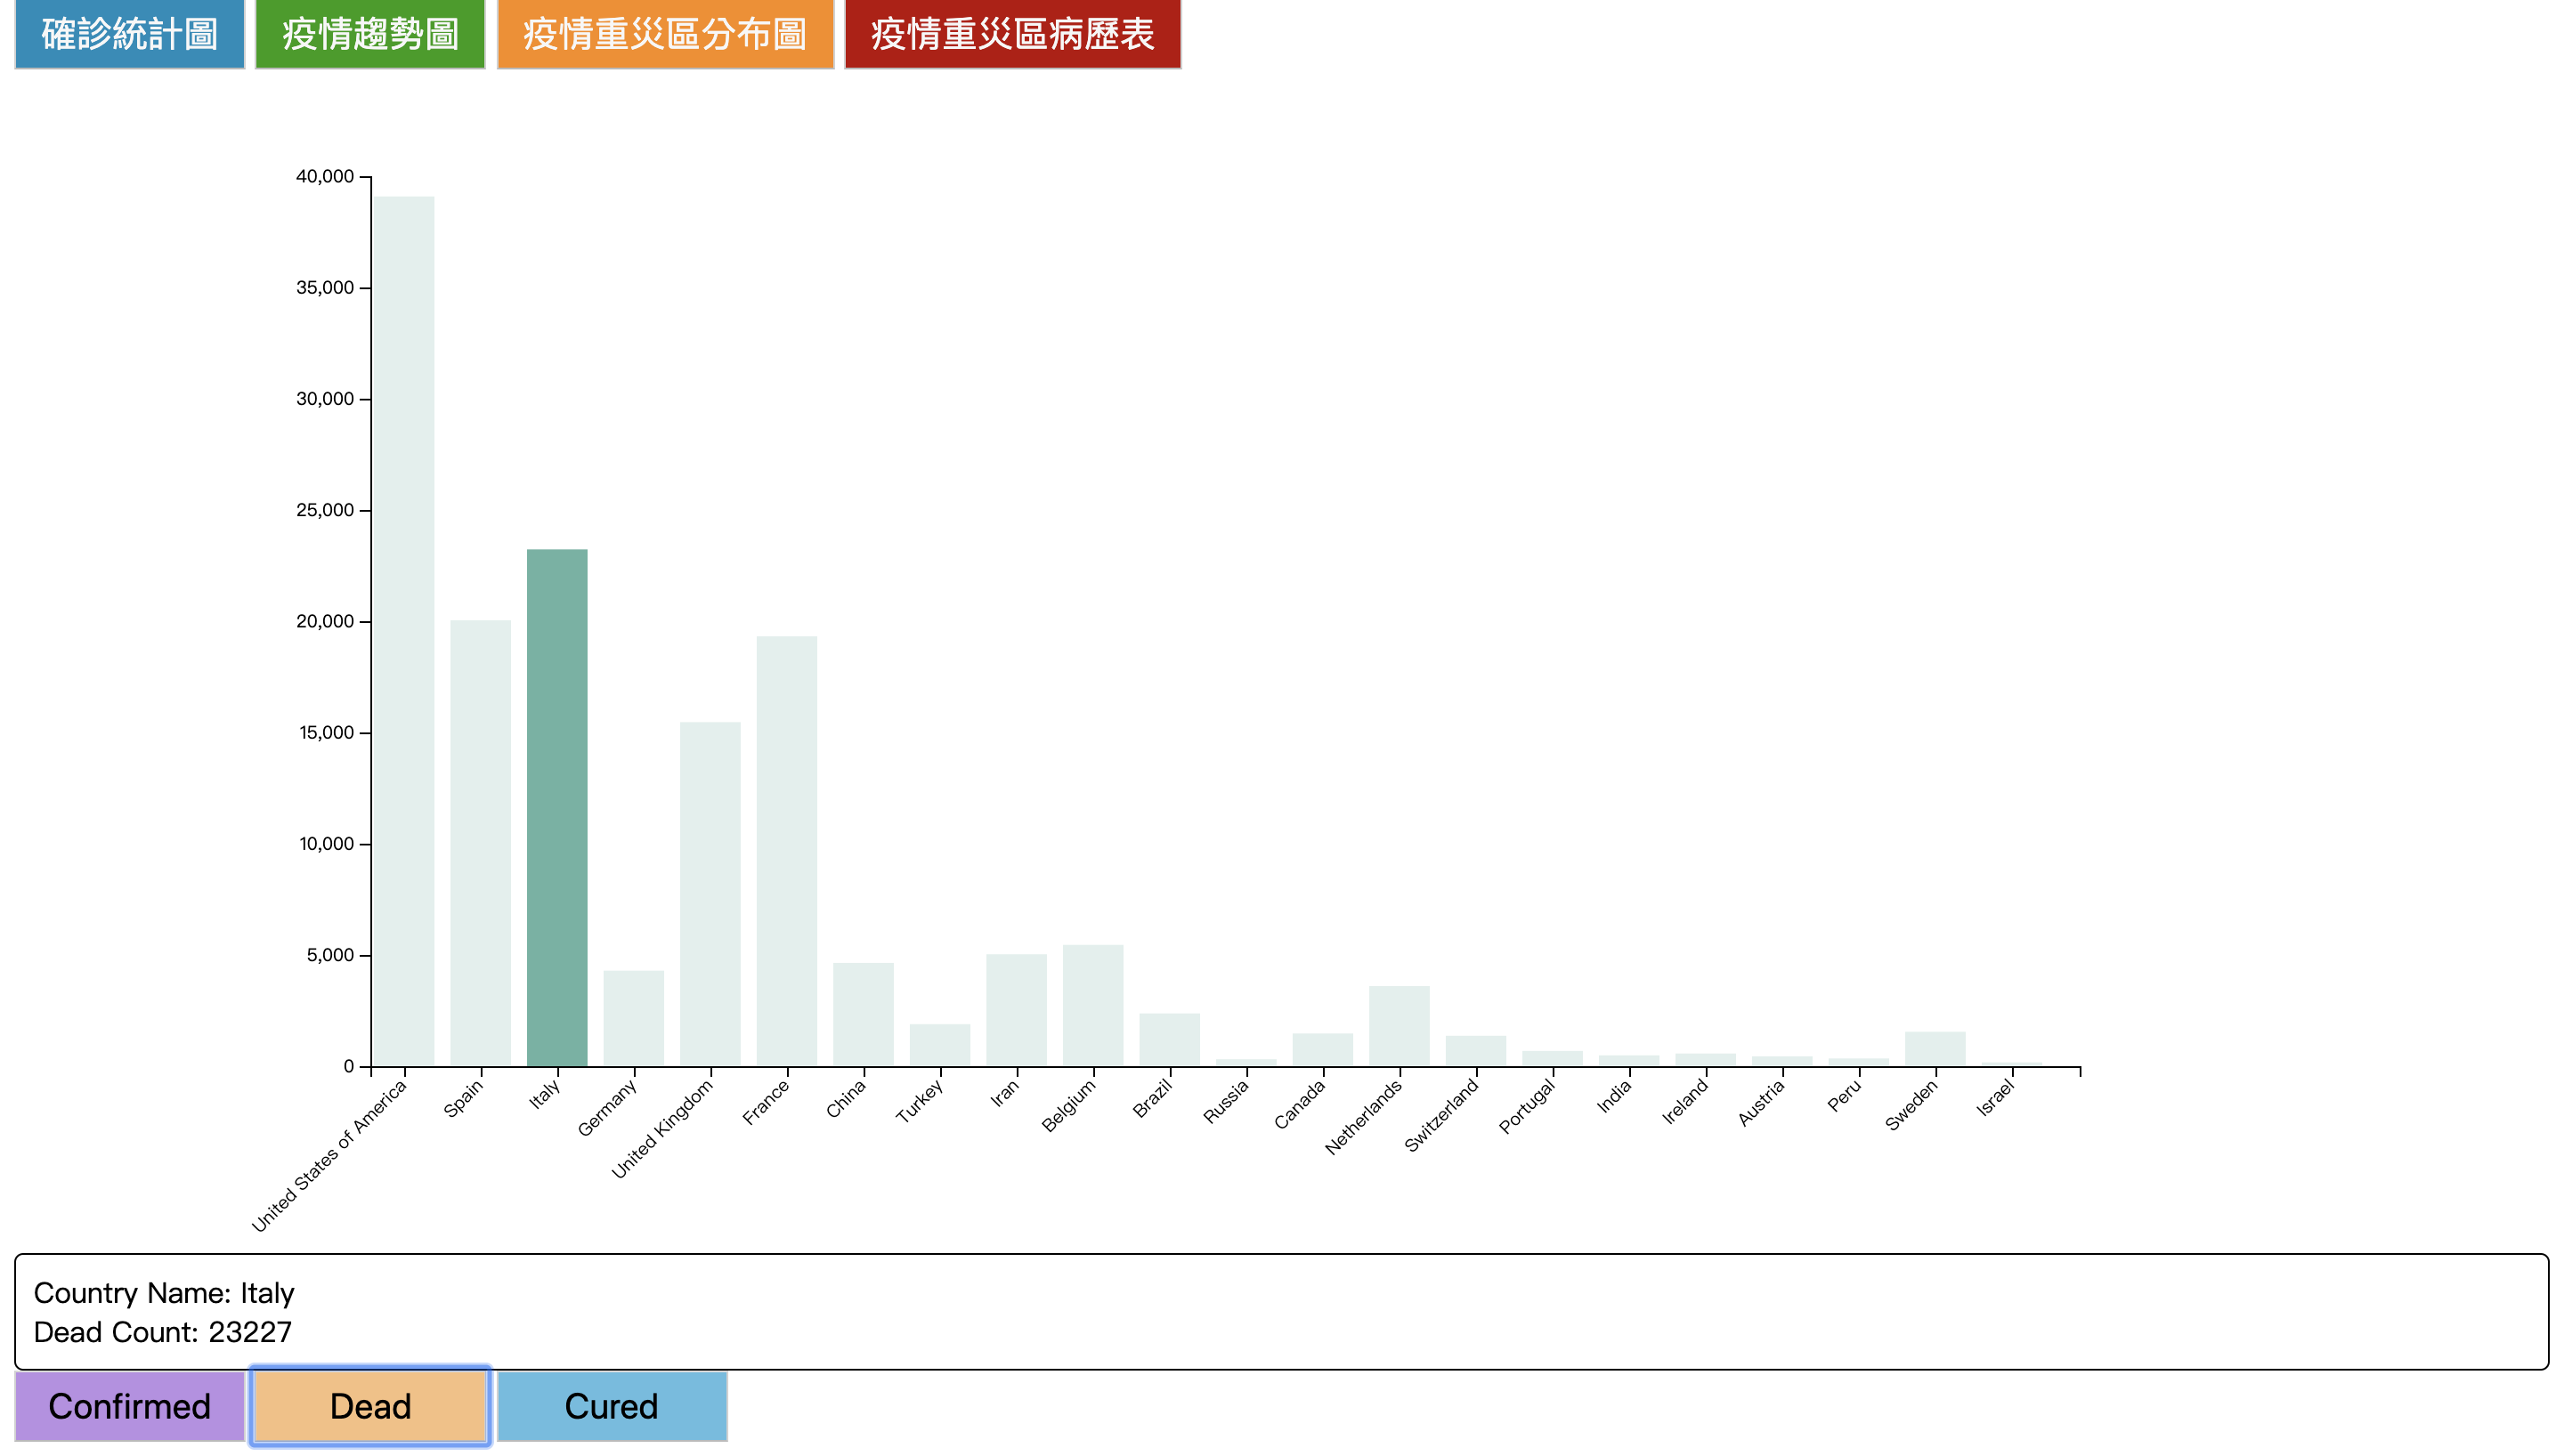 確診統計圖 疫情趨勢圖 疫情重災區分布圖 疫情重災區病歷表
40,000
35,000
30,000
25,000
20,000
15,000
10,000
5,000
0
United States of America Spain Italy Germany United Kingdom France China Turkey Iran Belgium Brazil Russia Canada Netherlands Switzerland Portugal India Ireland Austria Peru Sweden Israel
Country Name: Italy
Dead Count: 23227
Confirmed Dead Cured